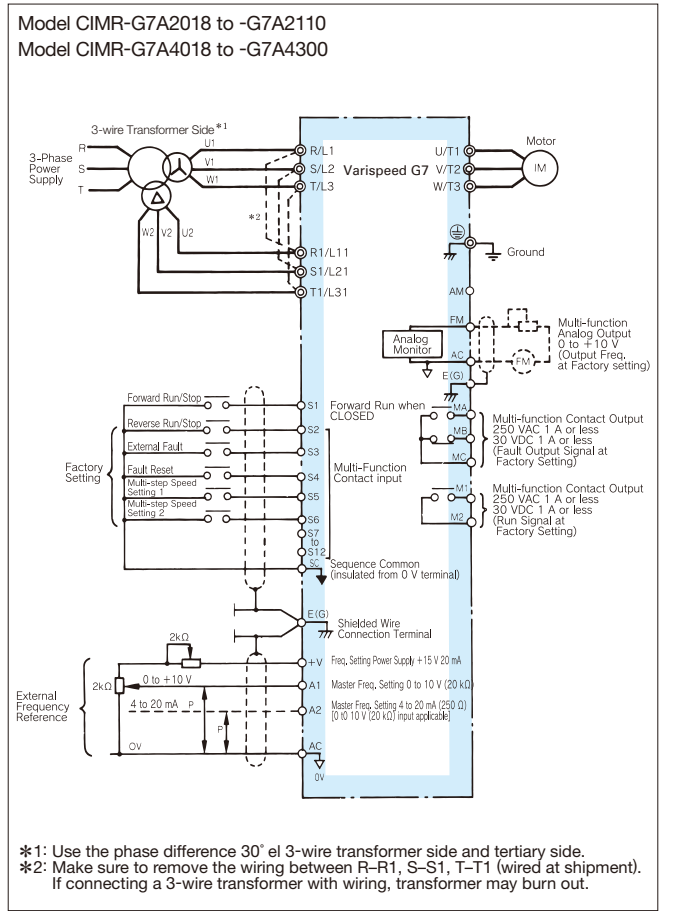 Model CIMR-G7A2018 to -G7A2110
Model CIMR-G7A4018 to -G7A4300
3-wire Transformer Side *1
3-Phase
Power
Supply
R
S
T
U1
V1
W1
W2
V2
U2
*2
R/L1
S/L2
T/L3
R1/L11
S1/L21
T1/L31
Varispeed G7
U/T1
V/T2
W/T3
Motor
IM
Ground
AM
FM
Analog
Monitor
AC
E(G)
FM
Multi-function
Analog Output
0 to +10 V
(Output Freq.
at Factory setting)
MA
MB
MC
Multi-function Contact Output
250 VAC 1 A or less
30 VDC 1 A or less
(Fault Output Signal at
Factory Setting)
M1
M2
Multi-function Contact Output
250 VAC 1 A or less
30 VDC 1 A or less
(Run Signal at
Factory Setting)
Factory
Setting
Forward Run/Stop
Reverse Run/Stop
External Fault
Fault Reset
Multi-step Speed
Setting 1
Multi-step Speed
Setting 2
S1
S2
S3
S4
S5
S6
S7
to
S12
SC
Forward Run when
CLOSED
Multi-Function
Contact input
Sequence Common
(insulated from 0 V terminal)
E(G)
Shielded Wire
Connection Terminal
External
Frequency
Reference
2kΩ
2kΩ
0 to +10 V
4 to 20 mA
P
P
OV
+V
Freq. Setting Power Supply +15 V 20 mA
A1
Master Freq. Setting 0 to 10 V (20 kΩ)
A2
Master Freq. Setting 4 to 20 mA (250 Ω)
[0 t0 10 V (20 kΩ) input applicable]
AC
0V
*1: Use the phase difference 30° el 3-wire transformer side and tertiary side.
*2: Make sure to remove the wiring between R–R1, S–S1, T–T1 (wired at shipment).
If connecting a 3-wire transformer with wiring, transformer may burn out.